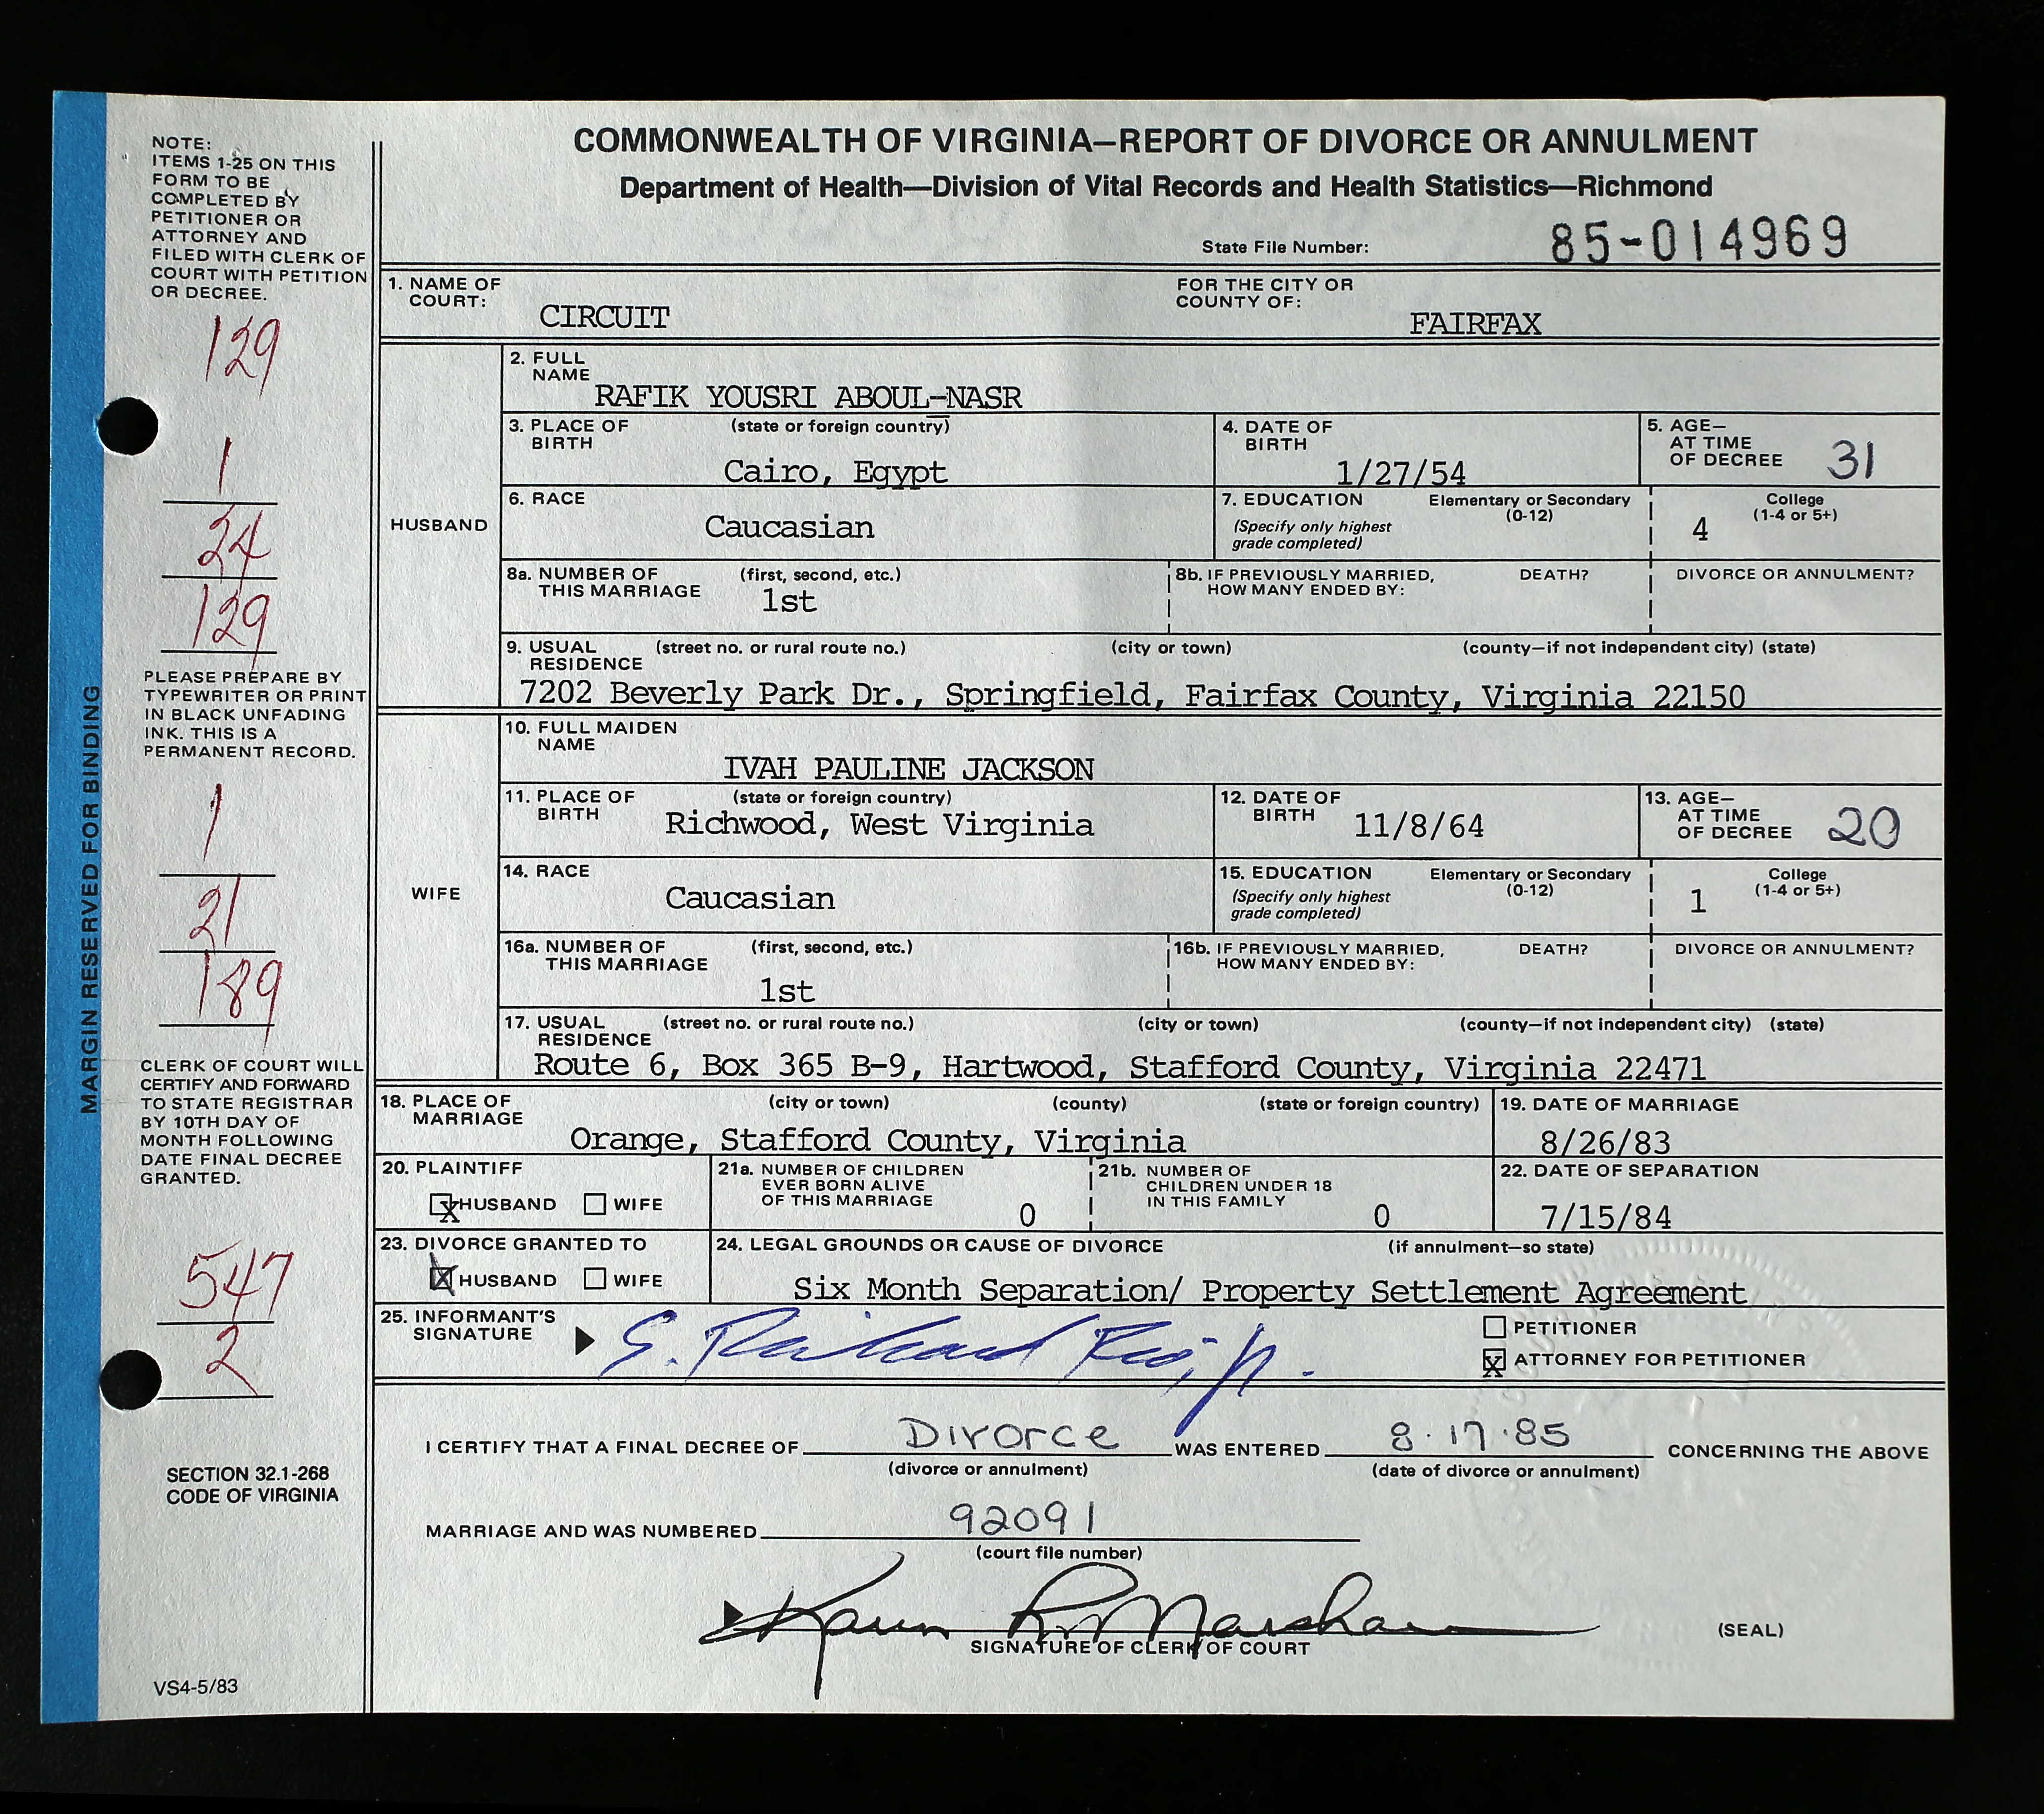 COMMONWEALTH OF VIRGINIA—REPORT OF DIVORCE OR ANNULMENT
Department of Health—Division of Vital Records and Health Statistics—Richmond
State File Number: 85-014969
NOTE:
ITEMS 1-25 ON THIS
FORM TO BE
COMPLETED BY
PETITIONER OR
ATTORNEY AND
FILED WITH CLERK OF
COURT WITH PETITION
OR DECREE.
129
1
24
129
PLEASE PREPARE BY
TYPEWRITER OR PRINT
IN BLACK UNFADING
INK. THIS IS A
PERMANENT RECORD.
1
21
189
CLERK OF COURT WILL
CERTIFY AND FORWARD
TO STATE REGISTRAR
BY 10TH DAY OF
MONTH FOLLOWING
DATE FINAL DECREE
GRANTED.
547
2
SECTION 32.1-268
CODE OF VIRGINIA
VS4-5/83
MARGIN RESERVED FOR BINDING
1. NAME OF
COURT: CIRCUIT
FOR THE CITY OR
COUNTY OF: FAIRFAX
HUSBAND
2. FULL
NAME
RAFIK YOUSRI ABOUL-NASR
3. PLACE OF (state or foreign country)
BIRTH
Cairo, Egypt
4. DATE OF
BIRTH
1/27/54
5. AGE—
AT TIME
OF DECREE 31
6. RACE
Caucasian
7. EDUCATION Elementary or Secondary
(0-12)
(Specify only highest
grade completed)
College
(1-4 or 5+)
4
8a. NUMBER OF (first, second, etc.)
THIS MARRIAGE 1st
8b. IF PREVIOUSLY MARRIED, DEATH? DIVORCE OR ANNULMENT?
HOW MANY ENDED BY:
9. USUAL (street no. or rural route no.) (city or town) (county—if not independent city) (state)
RESIDENCE
7202 Beverly Park Dr., Springfield, Fairfax County, Virginia 22150
WIFE
10. FULL MAIDEN
NAME
IVAH PAULINE JACKSON
11. PLACE OF (state or foreign country)
BIRTH Richwood, West Virginia
12. DATE OF
BIRTH 11/8/64
13. AGE—
AT TIME
OF DECREE 20
14. RACE
Caucasian
15. EDUCATION Elementary or Secondary
(0-12)
(Specify only highest
grade completed)
College
(1-4 or 5+)
1
16a. NUMBER OF (first, second, etc.)
THIS MARRIAGE
1st
16b. IF PREVIOUSLY MARRIED, DEATH? DIVORCE OR ANNULMENT?
HOW MANY ENDED BY:
17. USUAL (street no. or rural route no.) (city or town) (county—if not independent city) (state)
RESIDENCE
Route 6, Box 365 B-9, Hartwood, Stafford County, Virginia 22471
18. PLACE OF (city or town) (county) (state or foreign country)
MARRIAGE
Orange, Stafford County, Virginia
19. DATE OF MARRIAGE
8/26/83
20. PLAINTIFF
X HUSBAND WIFE
21a. NUMBER OF CHILDREN
EVER BORN ALIVE
OF THIS MARRIAGE 0
21b. NUMBER OF
CHILDREN UNDER 18
IN THIS FAMILY 0
22. DATE OF SEPARATION
7/15/84
23. DIVORCE GRANTED TO
X HUSBAND WIFE
24. LEGAL GROUNDS OR CAUSE OF DIVORCE (if annulment—so state)
Six Month Separation/ Property Settlement Agreement
25. INFORMANT'S
SIGNATURE
PETITIONER
X ATTORNEY FOR PETITIONER
I CERTIFY THAT A FINAL DECREE OF Divorce WAS ENTERED 8.17.85 CONCERNING THE ABOVE
(divorce or annulment) (date of divorce or annulment)
MARRIAGE AND WAS NUMBERED 92091
(court file number)
Karen
SIGNATURE OF CLERK OF COURT
(SEAL)